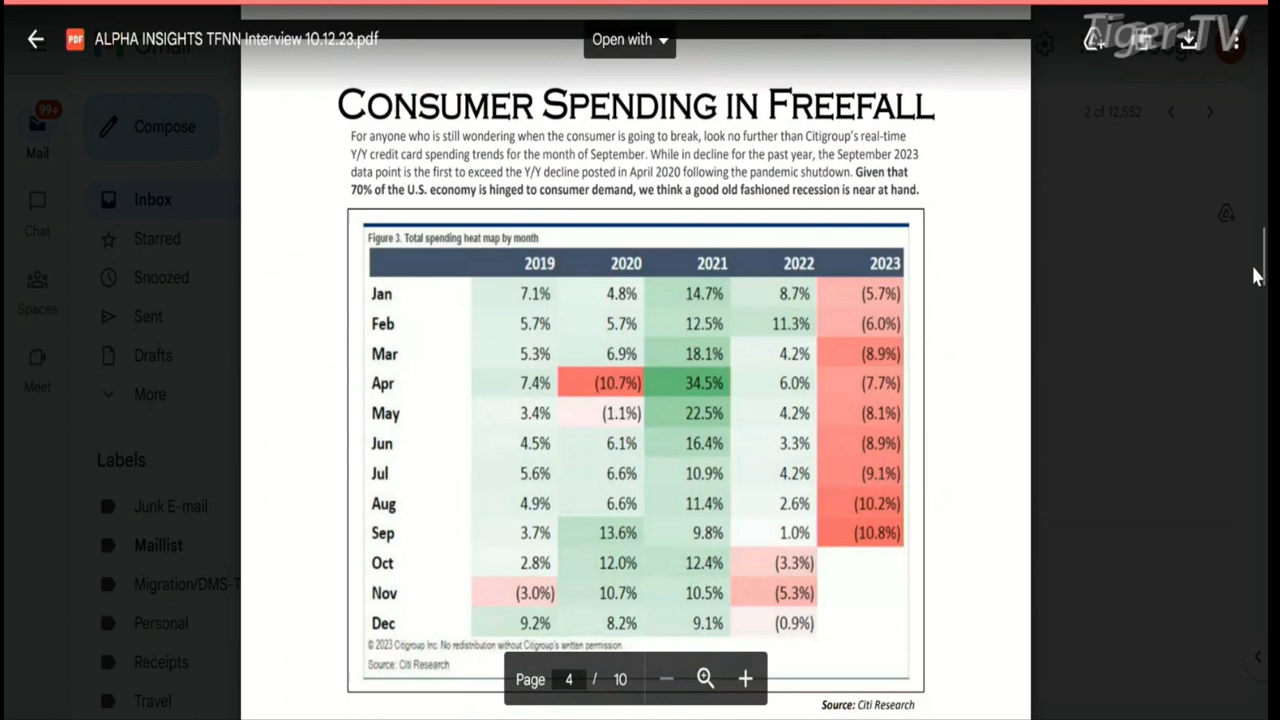 Tiger-TV
ALPHA INSIGHTS TFNN Interview 10.12.23.pdf
PDF
Open with
99+
Compose
2 of 12,552
Mail
Inbox
Chat
Starred
Snoozed
Spaces
Sent
Meet
Drafts
More
Labels
Junk E-mail
Maillist
Migration/DMS-T
Personal
Receipts
Travel
CONSUMER SPENDING IN FREEFALL
For anyone who is still wondering when the consumer is going to break, look no further than Citigroup's real-time
Y/Y credit card spending trends for the month of September. While in decline for the past year, the September 2023
data point is the first to exceed the Y/Y decline posted in April 2020 following the pandemic shutdown. Given that
70% of the U.S. economy is hinged to consumer demand, we think a good old fashioned recession is near at hand.
Figure 3. Total spending heat map by month
2019 2020 2021 2022 2023
Jan 7.1% 4.8% 14.7% 8.7% (5.7%)
Feb 5.7% 5.7% 12.5% 11.3% (6.0%)
Mar 5.3% 6.9% 18.1% 4.2% (8.9%)
Apr 7.4% (10.7%) 34.5% 6.0% (7.7%)
May 3.4% (1.1%) 22.5% 4.2% (8.1%)
Jun 4.5% 6.1% 16.4% 3.3% (8.9%)
Jul 5.6% 6.6% 10.9% 4.2% (9.1%)
Aug 4.9% 6.6% 11.4% 2.6% (10.2%)
Sep 3.7% 13.6% 9.8% 1.0% (10.8%)
Oct 2.8% 12.0% 12.4% (3.3%)
Nov (3.0%) 10.7% 10.5% (5.3%)
Dec 9.2% 8.2% 9.1% (0.9%)
© 2023 Citigroup Inc. No redistribution without Citigroup's written permission.
Source: Citi Research
Page 4 / 10
Source: Citi Research